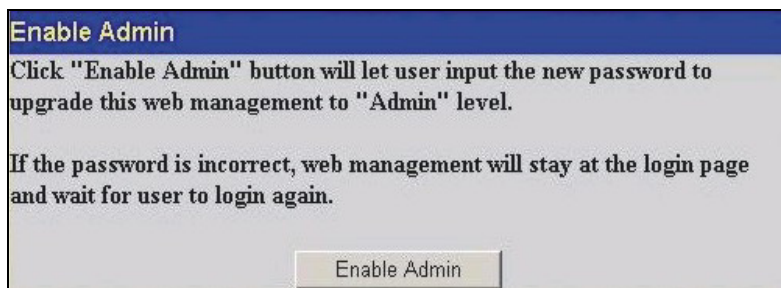 Enable Admin
Click "Enable Admin" button will let user input the new password to
upgrade this web management to "Admin" level.
If the password is incorrect, web management will stay at the login page
and wait for user to login again.
Enable Admin